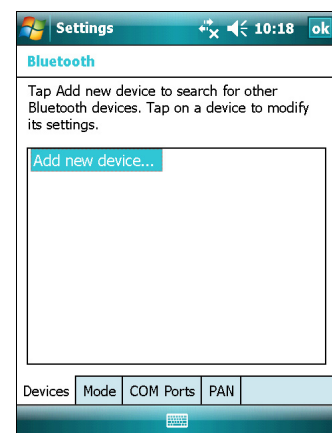 Settings 10:18 ok
Bluetooth
Tap Add new device to search for other
Bluetooth devices. Tap on a device to modify
its settings.
Add new device...
Devices Mode COM Ports PAN